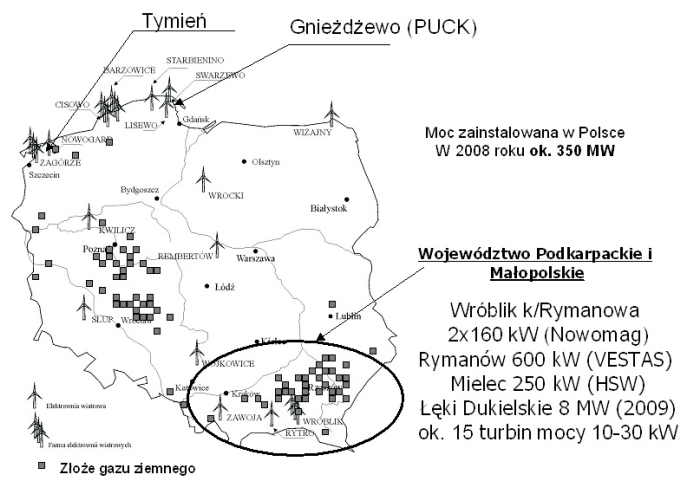 Tymień
Gnieżdżewo (PUCK)
STARBIENINO
BARZOWICE
SWARZEWO
CISOWO
LISEWO
Gdańsk
WIZAJNY
NOWOGARD
ZAGÓRZE
Szczecin
Olsztyn
WROCKI
Bydgoszcz
Białystok
KWILICZ
Pozna
REMBERTÓW
Warszawa
Łódź
SŁUP
Wrocław
Lublin
Kielce
WOJKOWICE
Katowice
Kraków
Rzeszów
ZAWOJA
WRÓBLIK
RYTRO
Moc zainstalowana w Polsce
W 2008 roku ok. 350 MW
Województwo Podkarpackie i
Małopolskie
Wróblik k/Rymanowa
2x160 kW (Nowomag)
Rymanów 600 kW (VESTAS)
Mielec 250 kW (HSW)
Łęki Dukielskie 8 MW (2009)
ok. 15 turbin mocy 10-30 kW
Elektrownia wiatrowa
Farma elektrowni wiatrowych
Złoże gazu ziemnego